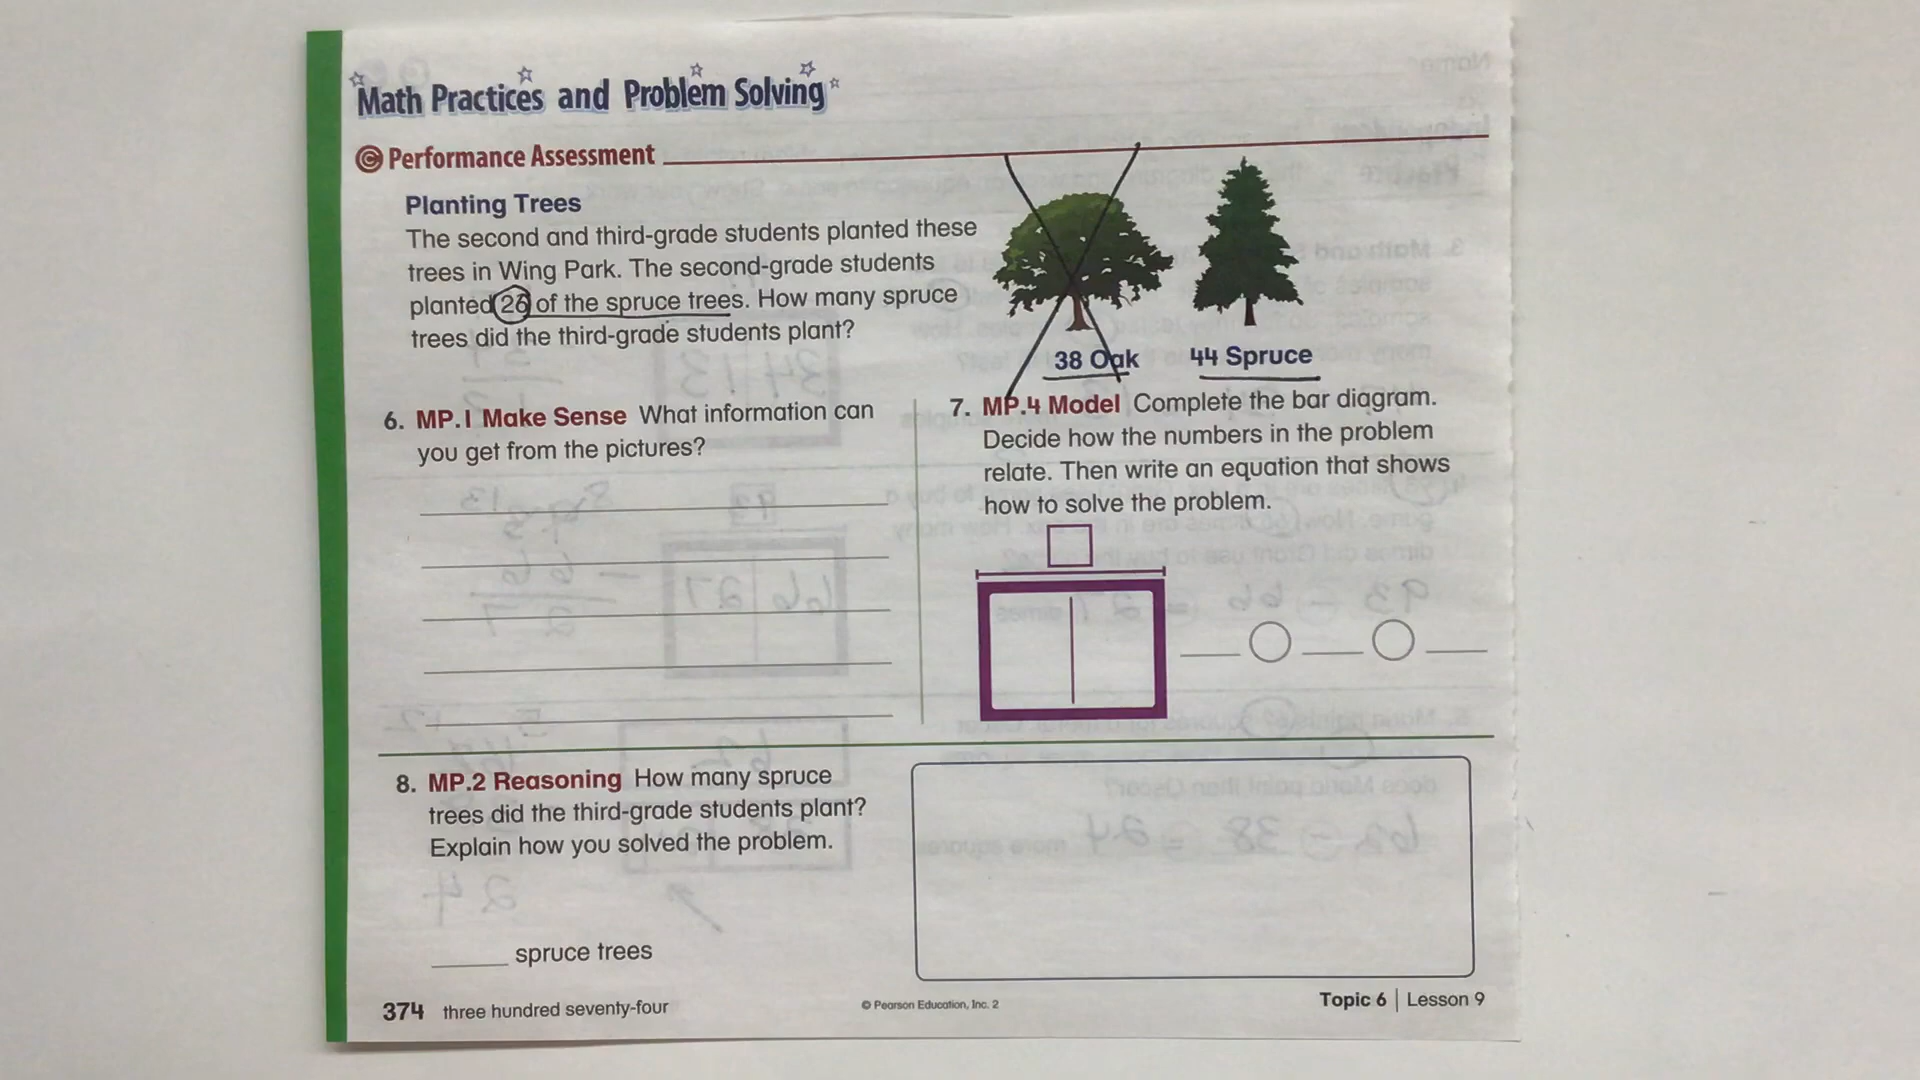 Math Practices and Problem Solving
Performance Assessment
Planting Trees
The second and third-grade students planted these
trees in Wing Park. The second-grade students
planted 26 of the spruce trees. How many spruce
trees did the third-grade students plant?
38 Oak
44 Spruce
6. MP.1 Make Sense What information can
you get from the pictures?
7. MP.4 Model Complete the bar diagram.
Decide how the numbers in the problem
relate. Then write an equation that shows
how to solve the problem.
8. MP.2 Reasoning How many spruce
trees did the third-grade students plant?
Explain how you solved the problem.
spruce trees
374 three hundred seventy-four
© Pearson Education, Inc. 2
Topic 6 | Lesson 9